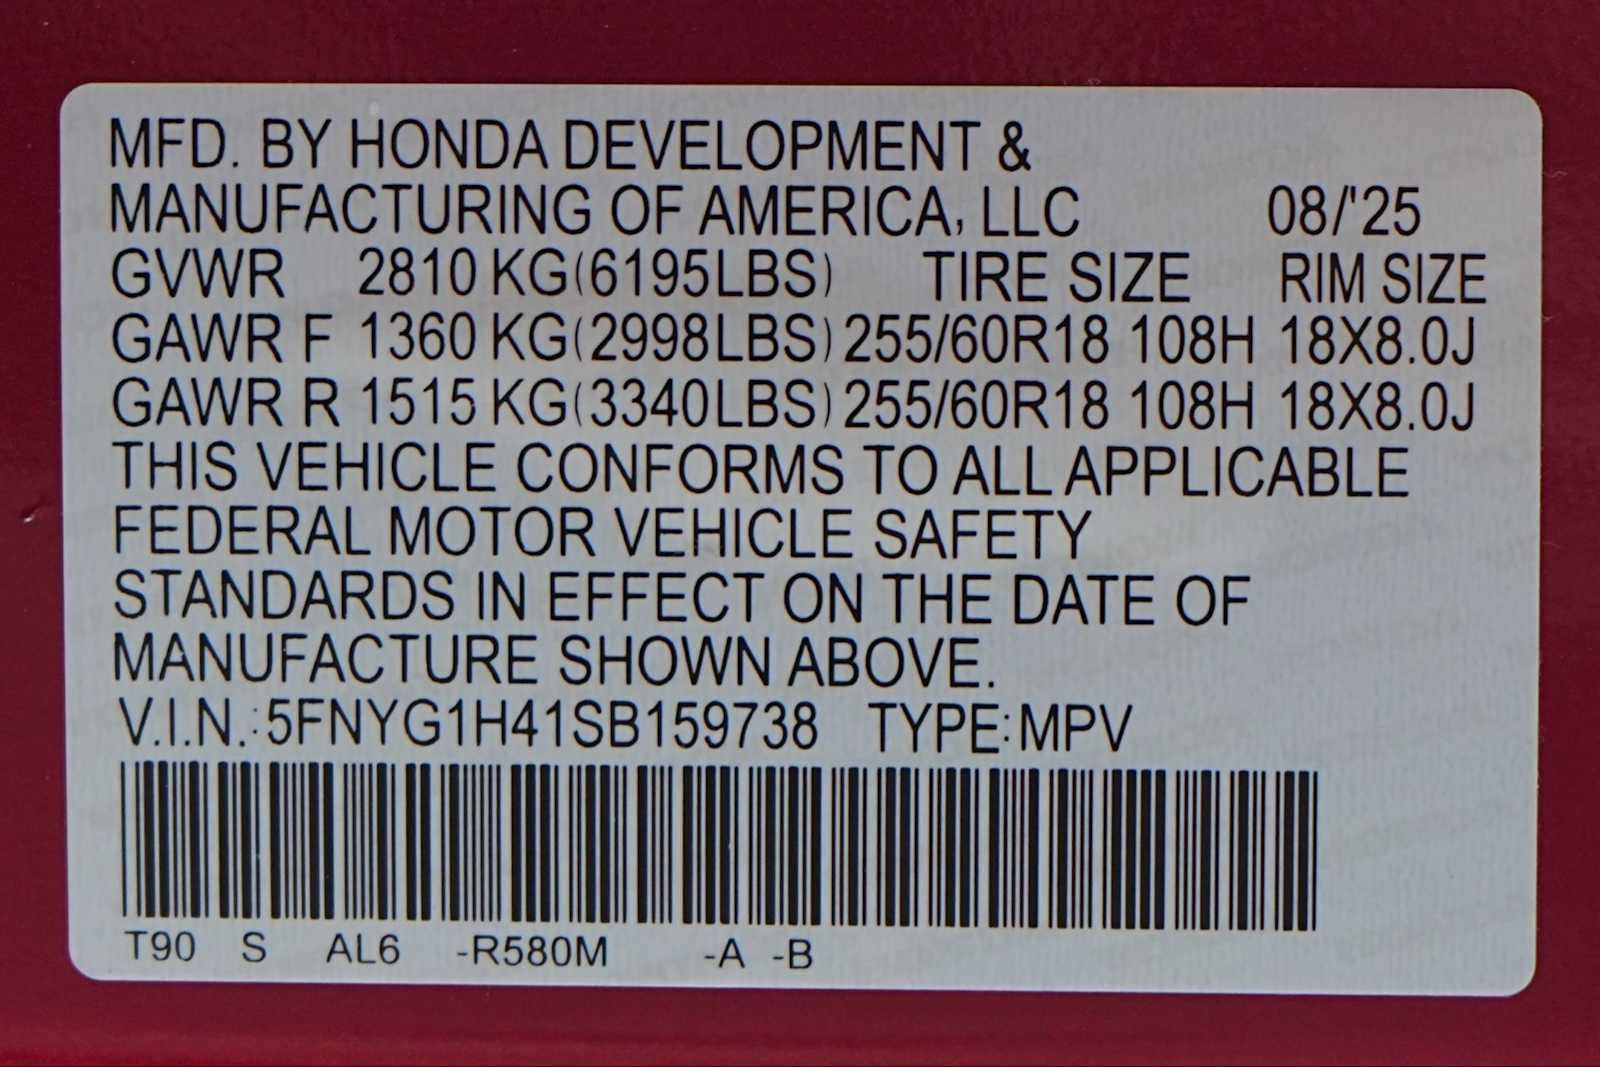 MFD. BY HONDA DEVELOPMENT &
MANUFACTURING OF AMERICA, LLC 08/'25
GVWR 2810 KG(6195LBS) TIRE SIZE RIM SIZE
GAWR F 1360 KG(2998LBS) 255/60R18 108H 18X8.0J
GAWR R 1515 KG(3340LBS) 255/60R18 108H 18X8.0J
THIS VEHICLE CONFORMS TO ALL APPLICABLE
FEDERAL MOTOR VEHICLE SAFETY
STANDARDS IN EFFECT ON THE DATE OF
MANUFACTURE SHOWN ABOVE.
V.I.N.:5FNYG1H41SB159738 TYPE:MPV
T90 S AL6 -R580M -A -B